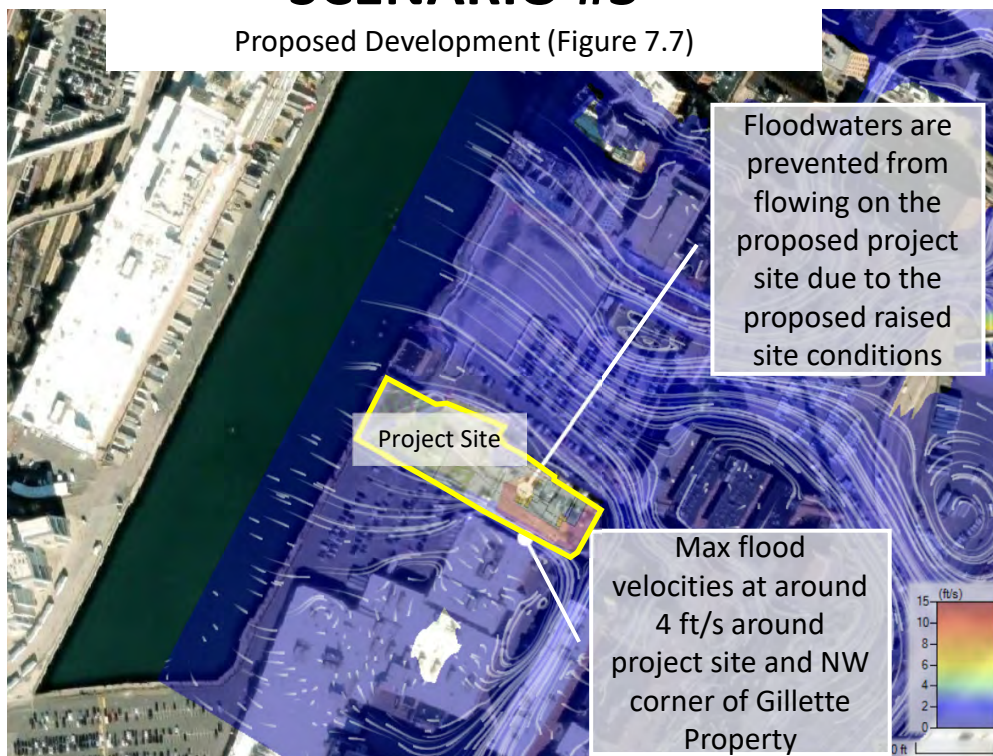 SCENARIO
Proposed Development (Figure 7.7)
Floodwaters are
prevented from
flowing on the
proposed project
site due to the
proposed raised
site conditions
Project Site
Max flood
velocities at around
4 ft/s around
project site and NW
corner of Gillette
Property
(ft/s)
15
10
8
6
4
2
0
ft